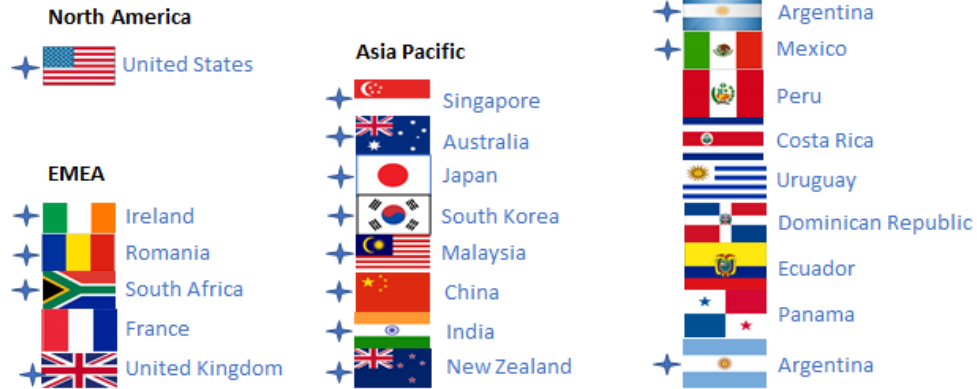 North America
United States
EMEA
Ireland
Romania
South Africa
France
United Kingdom
Asia Pacific
Singapore
Australia
Japan
South Korea
Malaysia
China
India
New Zealand
Argentina
Mexico
Peru
Costa Rica
Uruguay
Dominican Republic
Ecuador
Panama
Argentina